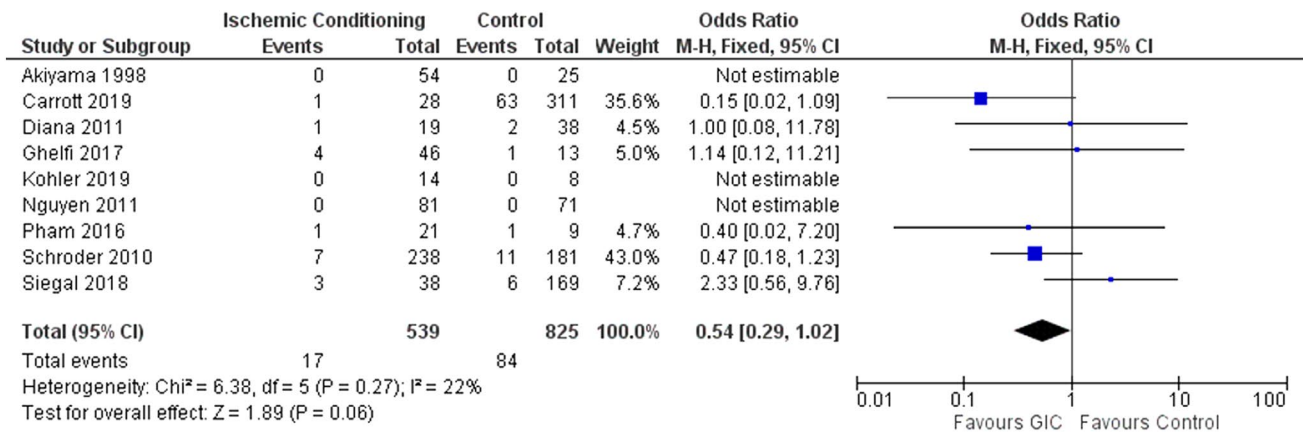 Ischemic Conditioning Control Odds Ratio Odds Ratio
Study or Subgroup Events Total Events Total Weight M-H, Fixed, 95% CI M-H, Fixed, 95% CI
Akiyama 1998 0 54 0 25 Not estimable
Carrott 2019 1 28 63 311 35.6% 0.15 [0.02, 1.09]
Diana 2011 1 19 2 38 4.5% 1.00 [0.08, 11.78]
Ghelfi 2017 4 46 1 13 5.0% 1.14 [0.12, 11.21]
Kohler 2019 0 14 0 8 Not estimable
Nguyen 2011 0 81 0 71 Not estimable
Pham 2016 1 21 1 9 4.7% 0.40 [0.02, 7.20]
Schroder 2010 7 238 11 181 43.0% 0.47 [0.18, 1.23]
Siegal 2018 3 38 6 169 7.2% 2.33 [0.56, 9.76]
Total (95% CI) 539 825 100.0% 0.54 [0.29, 1.02]
Total events 17 84
Heterogeneity: Chi² = 6.38, df = 5 (P = 0.27); I² = 22%
Test for overall effect: Z = 1.89 (P = 0.06)
0.01 0.1 1 10 100
Favours GIC Favours Control